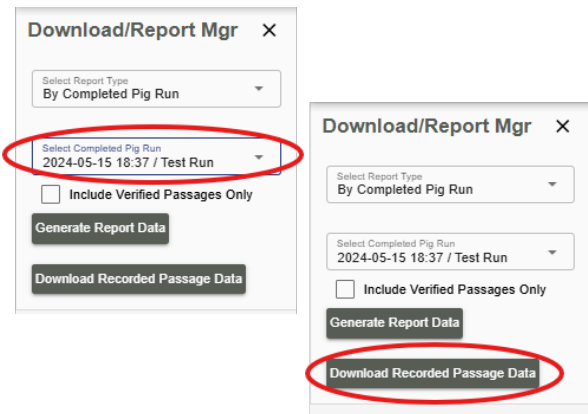 Download/Report Mgr ×
Select Report Type
By Completed Pig Run
Select Completed Pig Run
2024-05-15 18:37 / Test Run
Include Verified Passages Only
Generate Report Data
Download Recorded Passage Data
Download/Report Mgr ×
Select Report Type
By Completed Pig Run
Select Completed Pig Run
2024-05-15 18:37 / Test Run
Include Verified Passages Only
Generate Report Data
Download Recorded Passage Data